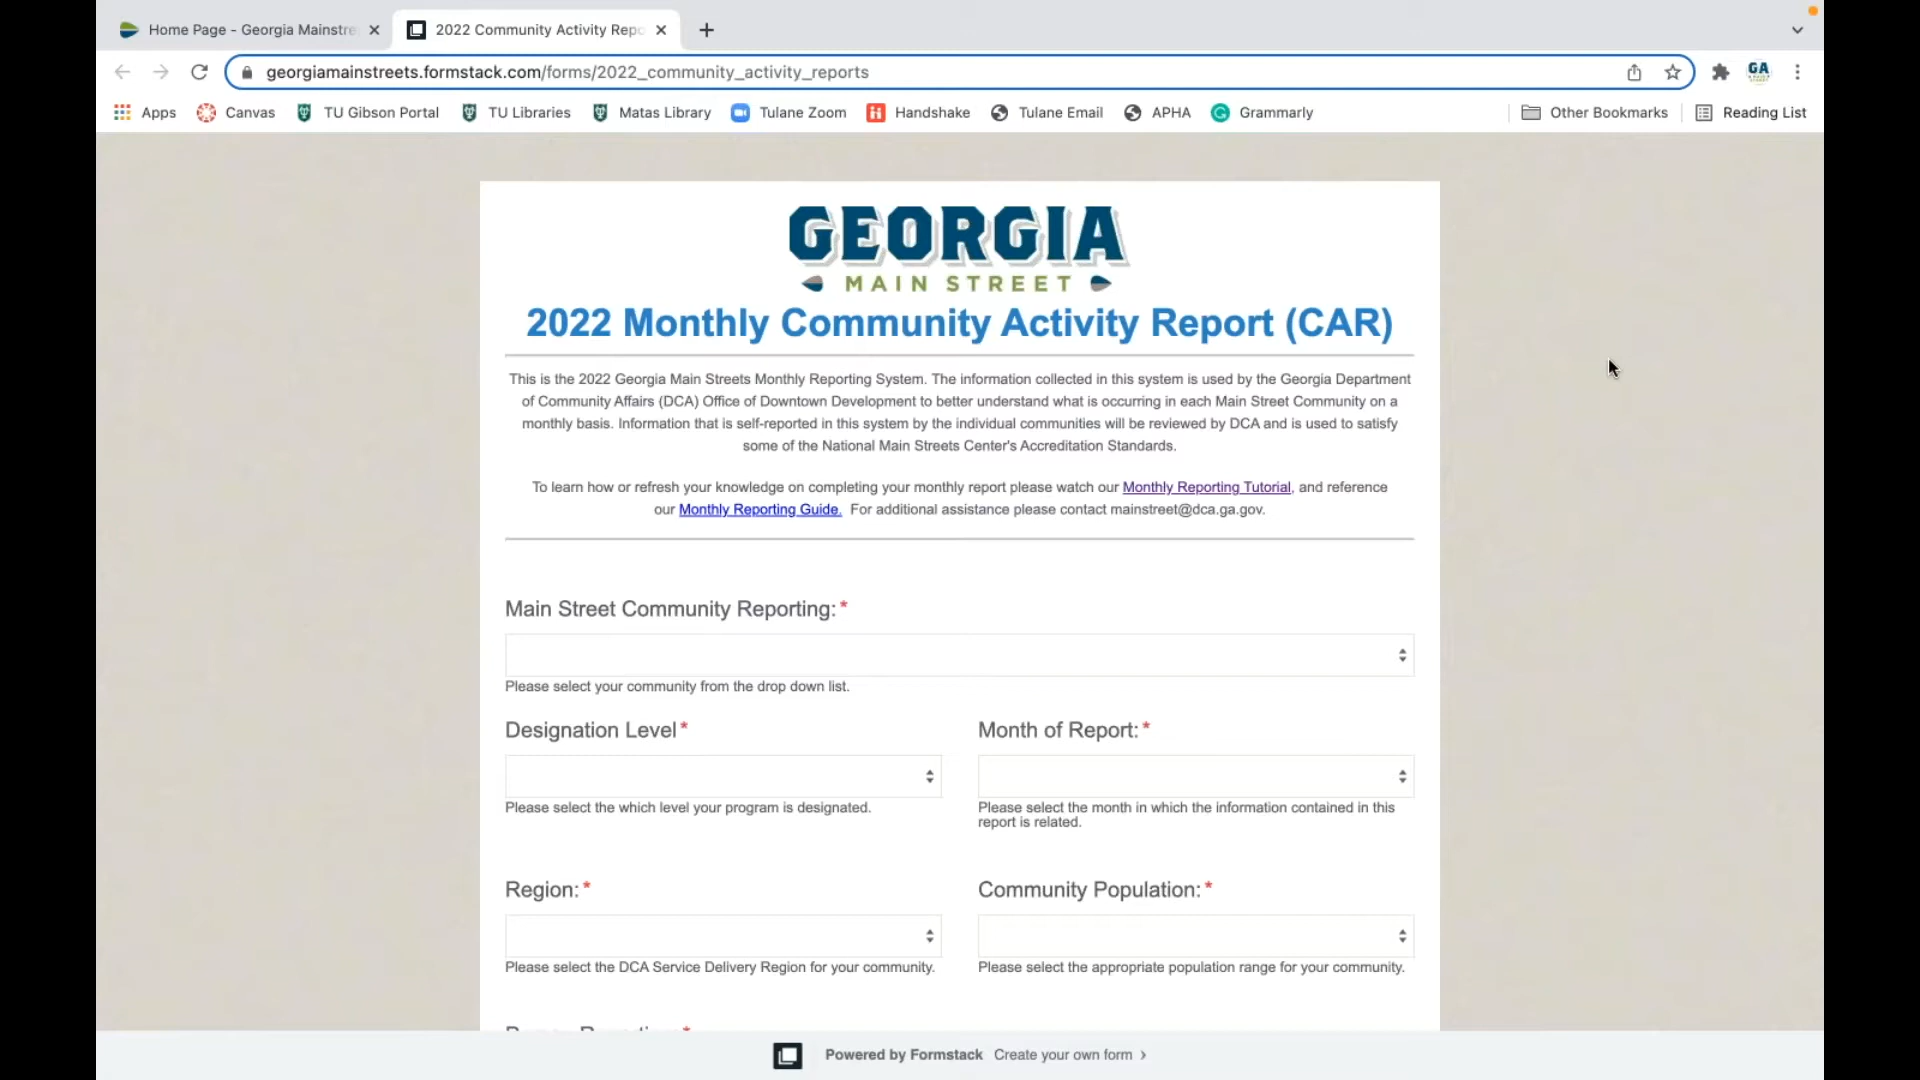 Home Page - Georgia Mainstre
2022 Community Activity Repo
georgiamainstreets.formstack.com/forms/2022_community_activity_reports
GA
Apps
Canvas
TU Gibson Portal
TU Libraries
Matas Library
Tulane Zoom
Handshake
Tulane Email
APHA
Grammarly
Other Bookmarks
Reading List
GEORGIA
MAIN STREET
2022 Monthly Community Activity Report (CAR)
This is the 2022 Georgia Main Streets Monthly Reporting System. The information collected in this system is used by the Georgia Department
of Community Affairs (DCA) Office of Downtown Development to better understand what is occurring in each Main Street Community on a
monthly basis. Information that is self-reported in this system by the individual communities will be reviewed by DCA and is used to satisfy
some of the National Main Streets Center's Accreditation Standards.
To learn how or refresh your knowledge on completing your monthly report please watch our Monthly Reporting Tutorial, and reference
our Monthly Reporting Guide. For additional assistance please contact mainstreet@dca.ga.gov.
Main Street Community Reporting:*
Please select your community from the drop down list.
Designation Level*
Month of Report:*
Please select the which level your program is designated.
Please select the month in which the information contained in this
report is related.
Region:*
Community Population:*
Please select the DCA Service Delivery Region for your community.
Please select the appropriate population range for your community.
Powered by Formstack Create your own form ›